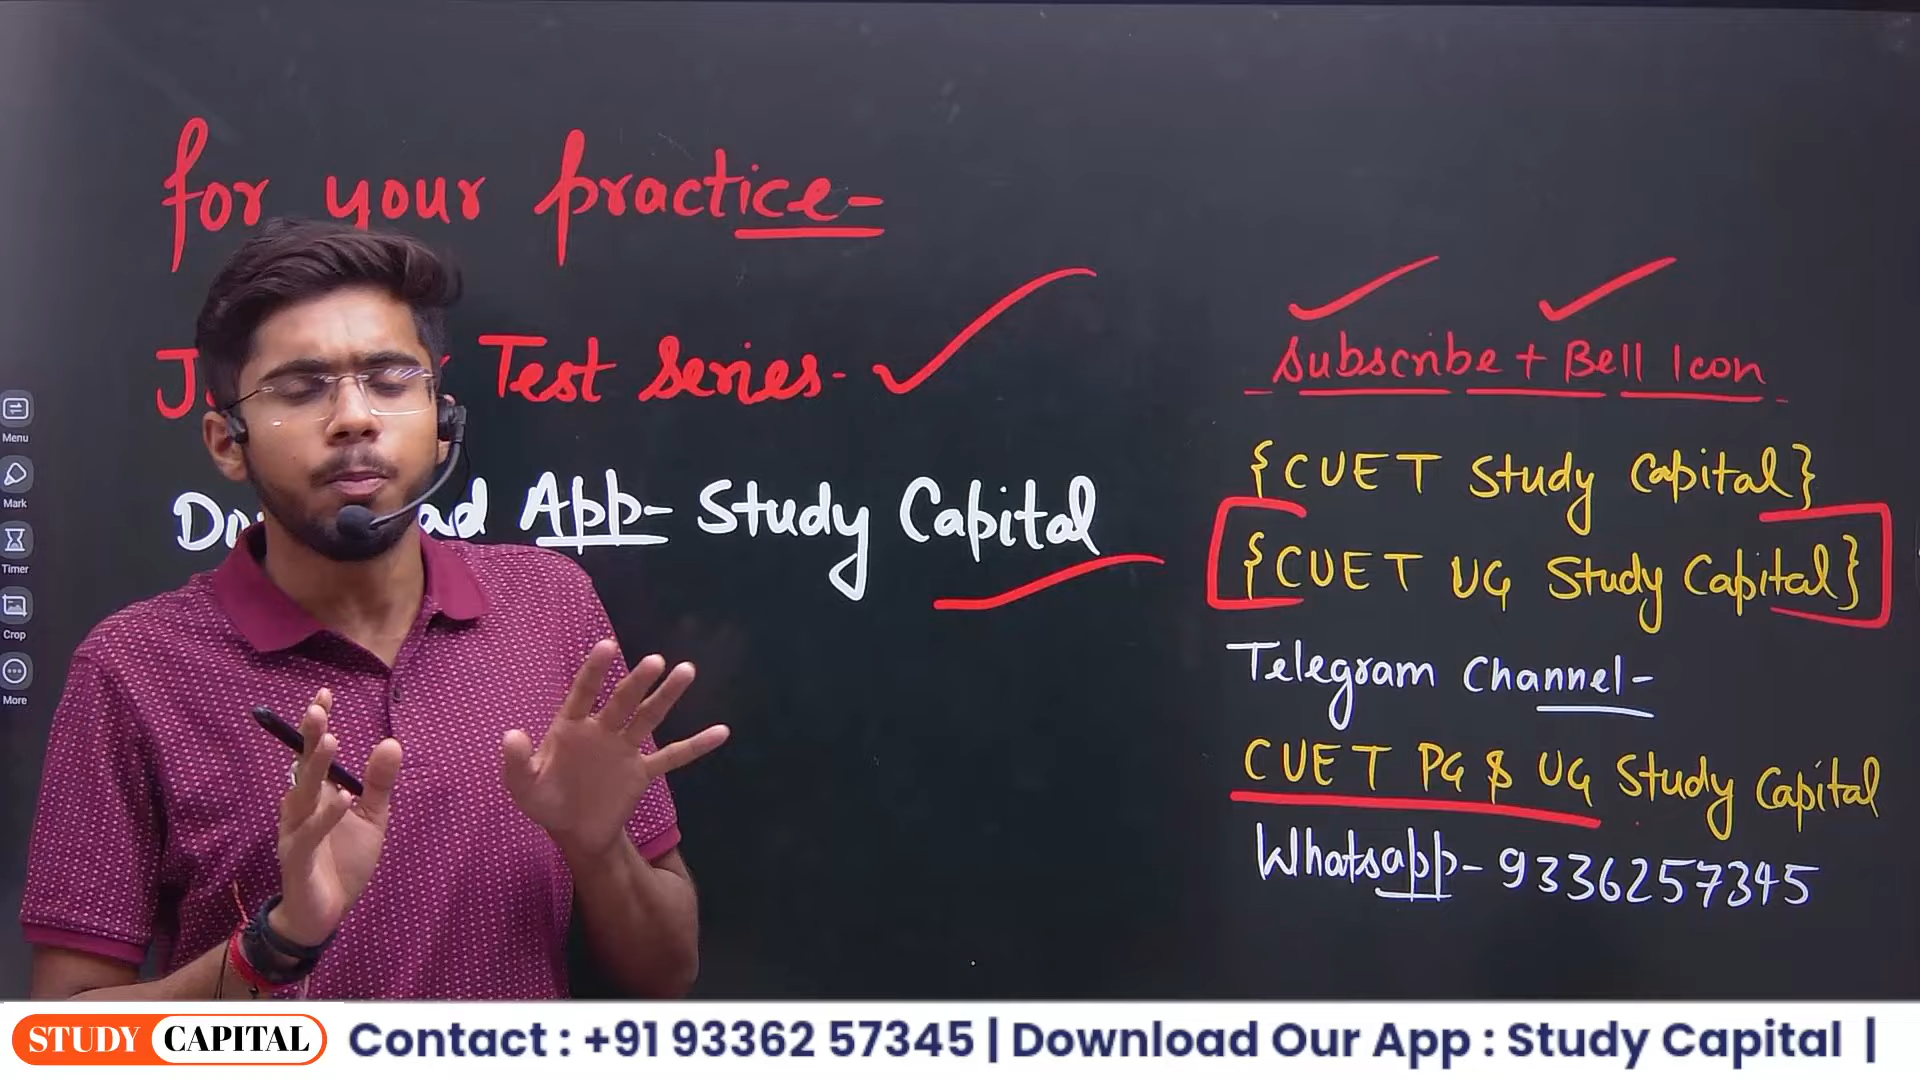 for your practice-
Test Series-
App- Study Capital
Subscribe + Bell Icon
{CUET Study Capital}
{CUET UG Study Capital}
Telegram Channel-
CUET PG & UG Study Capital
Whatsapp- 9336257345
Menu
Mark
Timer
Crop
More
STUDY CAPITAL
Contact : +91 93362 57345 | Download Our App : Study Capital |